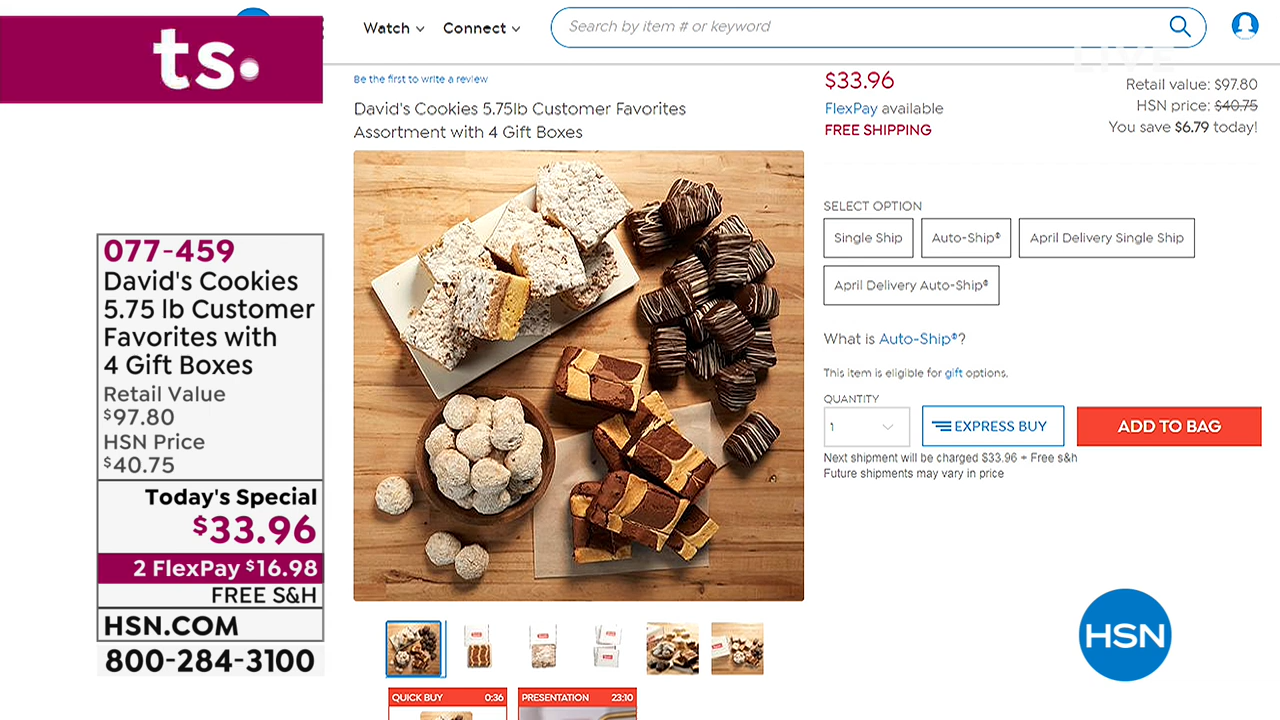 Watch
Connect
Search by item # or keyword
LIVE
ts.
Be the first to write a review
David's Cookies 5.75lb Customer Favorites
Assortment with 4 Gift Boxes
$33.96
FlexPay available
FREE SHIPPING
Retail value: $97.80
HSN price: $40.75
You save $6.79 today!
SELECT OPTION
Single Ship
Auto-Ship®
April Delivery Single Ship
April Delivery Auto-Ship®
What is Auto-Ship®?
This item is eligible for gift options.
QUANTITY
1
EXPRESS BUY
ADD TO BAG
Next shipment will be charged $33.96 + Free s&h
Future shipments may vary in price
077-459
David's Cookies
5.75 lb Customer
Favorites with
4 Gift Boxes
Retail Value
$97.80
HSN Price
$40.75
Today's Special
$33.96
2 FlexPay $16.98
FREE S&H
HSN.COM
800-284-3100
HSN
QUICK BUY 0:36
PRESENTATION 23:10